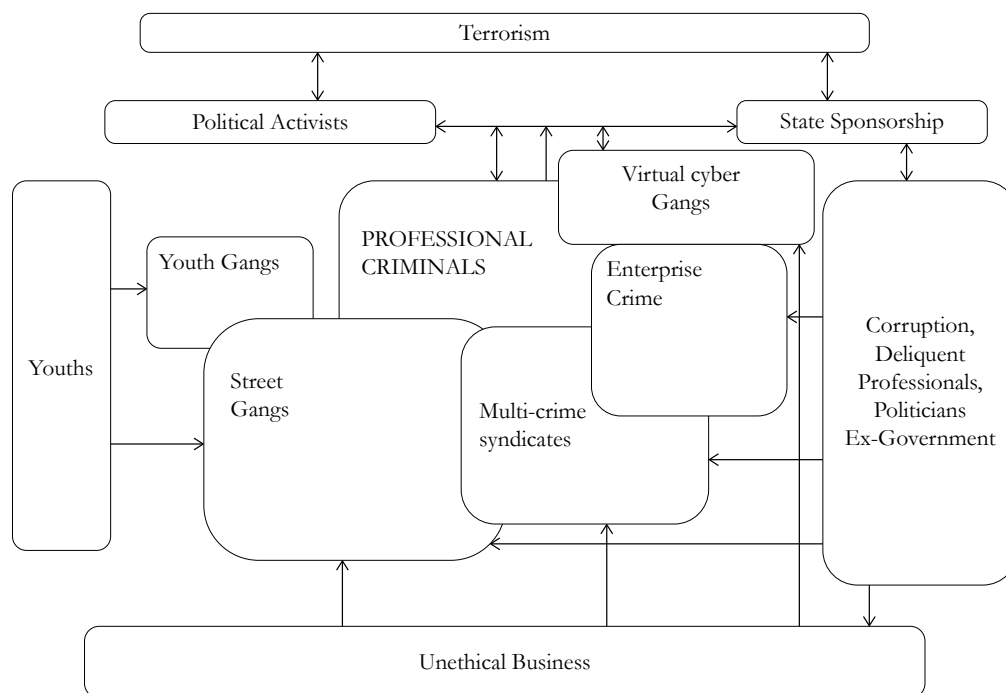 Terrorism
Political Activists
State Sponsorship
Virtual cyber
Gangs
PROFESSIONAL
CRIMINALS
Youth Gangs
Enterprise
Crime
Youths
Street
Gangs
Multi-crime
syndicates
Corruption,
Deliquent
Professionals,
Politicians
Ex-Government
Unethical Business